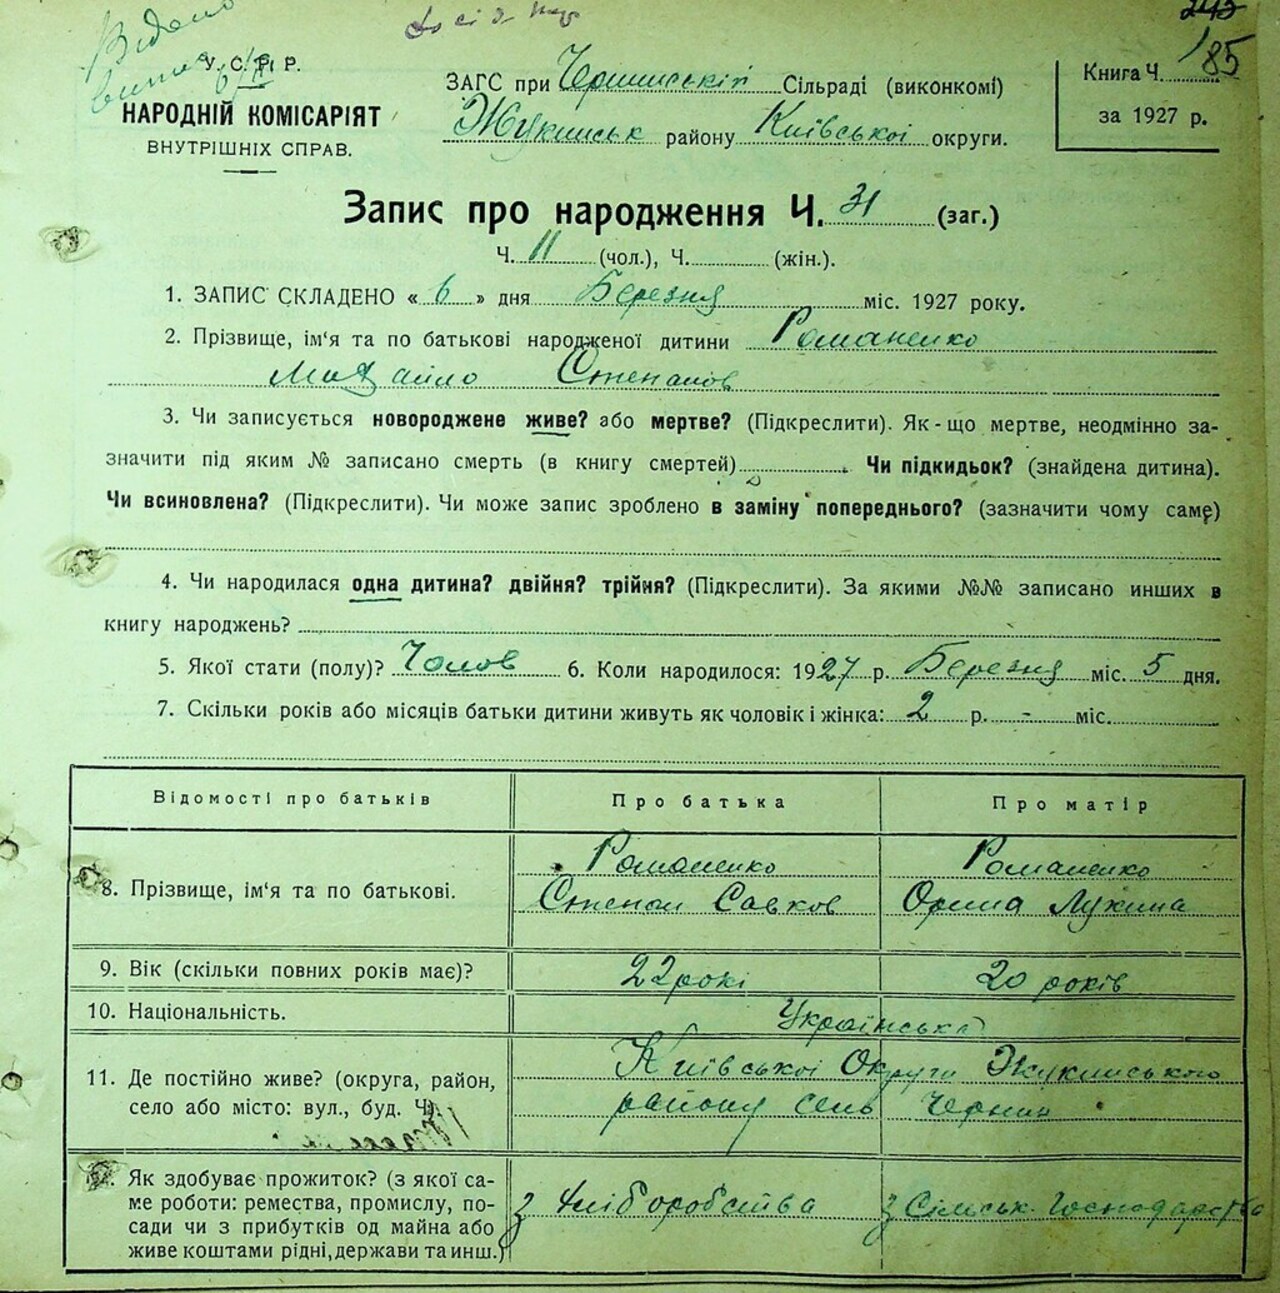 Видано
185
У. С. Р. Р.
НАРОДНІЙ КОМІСАРІЯТ
ВНУТРІШНІХ СПРАВ.
ЗАГС при Чернинській Сільраді (виконкомі)
Жукинськ району Київської округи.
Книга Ч.
за 1927 р.
Запис про народження Ч. 31 (заг.)
Ч. 11 (чол.), Ч. (жін.).
1. ЗАПИС СКЛАДЕНО « 6 » дня Березня міс. 1927 року.
2. Прізвище, ім'я та по батькові народженої дитини Романенко
Михайло Степанов
3. Чи записується новороджене живе? або мертве? (Підкреслити). Як-що мертве, неодмінно за-
значити під яким № записано смерть (в книгу смертей) Чи підкидьок? (знайдена дитина).
Чи всиновлена? (Підкреслити). Чи може запис зроблено в заміну попереднього? (зазначити чому саме)
4. Чи народилася одна дитина? двійня? трійня? (Підкреслити). За якими №№ записано инших в
книгу народжень?
5. Якої стати (полу)? Чолов 6. Коли народилося: 1927 р. Березня міс. 5 дня.
7. Скільки років або місяців батьки дитини живуть як чоловік і жінка: 2 р. - міс.
Відомості про батьків Про батька Про матір
8. Прізвище, ім'я та по батькові.
Романенко Романенко
Степан Савков Орина Лукина
9. Вік (скільки повних років має)? 22 рокі 20 років
10. Національність. Українська
11. Де постійно живе? (округа, район,
село або місто: вул., буд. Ч.)
Київської Округи Жукинського
району сель Чернин
12. Як здобуває прожиток? (з якої са-
ме роботи: ремества, промислу, по-
сади чи з прибутків од майна або
живе коштами рідні, держави та инш.)
з хліборобства з Сільськ. Господарства